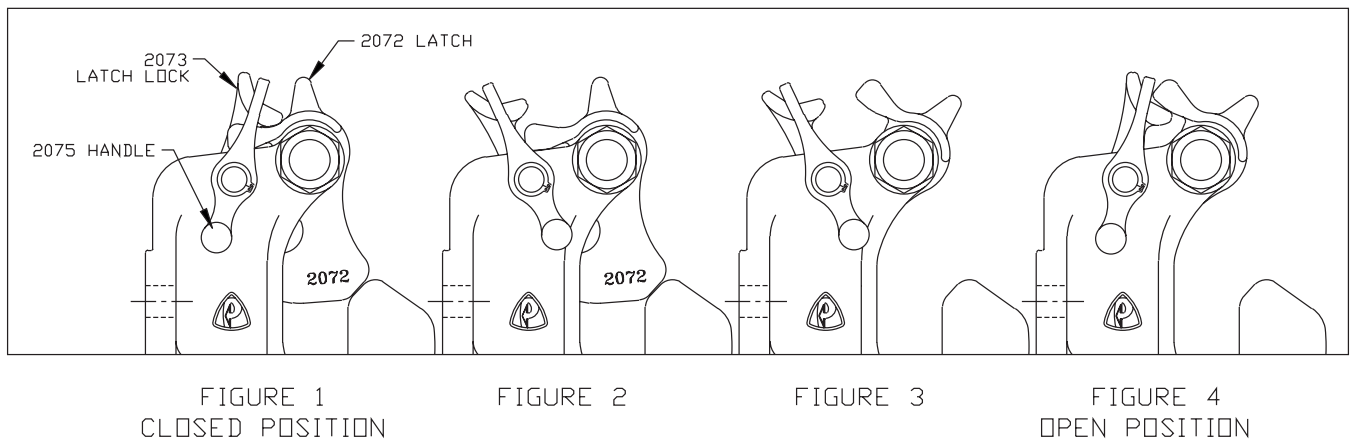 2073
LATCH LOCK
2072 LATCH
2075 HANDLE
2072
2072
FIGURE 1
CLOSED POSITION
FIGURE 2
FIGURE 3
FIGURE 4
OPEN POSITION